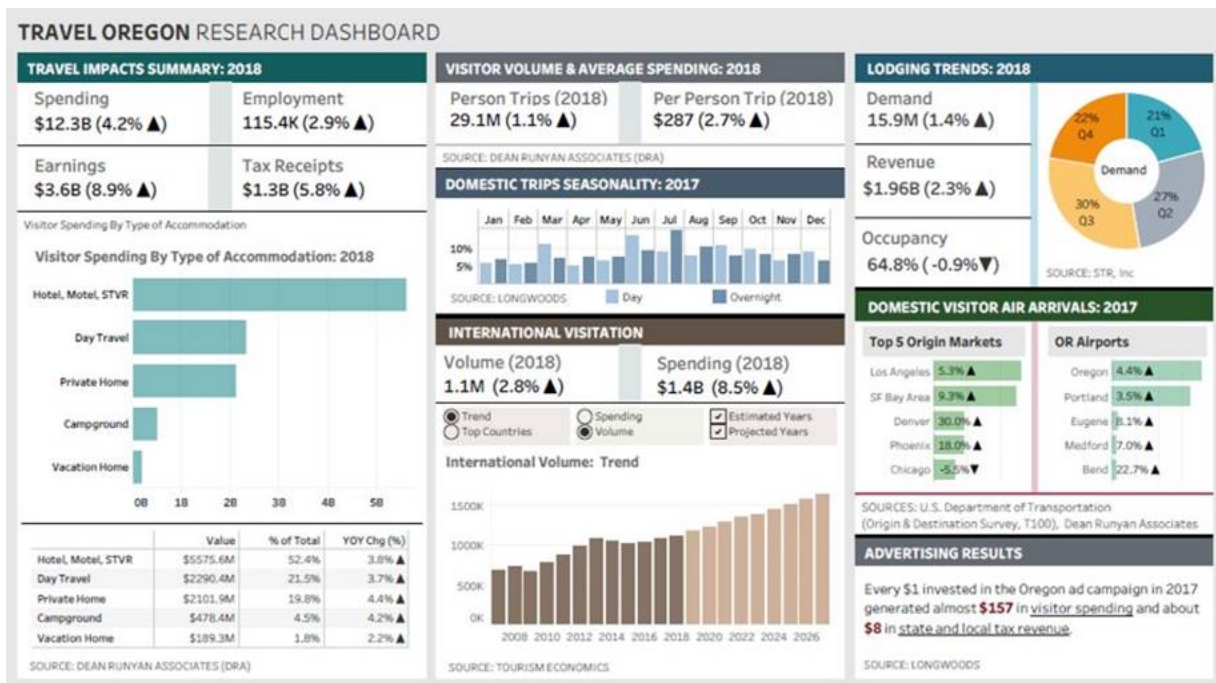 TRAVEL OREGON RESEARCH DASHBOARD
TRAVEL IMPACTS SUMMARY: 2018
Spending
$12.3B (4.2% ▲)
Employment
115.4K (2.9% ▲)
Earnings
$3.6B (8.9% ▲)
Tax Receipts
$1.3B (5.8% ▲)
Visitor Spending By Type of Accommodation
Visitor Spending By Type of Accommodation: 2018
Hotel, Motel, STVR
Day Travel
Private Home
Campground
Vacation Home
0B 1B 2B 3B 4B 5B
Value % of Total YOY Chg (%)
Hotel, Motel, STVR $5575.6M 52.4% 3.8% ▲
Day Travel $2290.4M 21.5% 3.7% ▲
Private Home $2101.9M 19.8% 4.4% ▲
Campground $478.4M 4.5% 4.2% ▲
Vacation Home $189.3M 1.8% 2.2% ▲
SOURCE: DEAN RUNYAN ASSOCIATES (DRA)
VISITOR VOLUME & AVERAGE SPENDING: 2018
Person Trips (2018)
29.1M (1.1% ▲)
Per Person Trip (2018)
$287 (2.7% ▲)
SOURCE: DEAN RUNYAN ASSOCIATES (DRA)
DOMESTIC TRIPS SEASONALITY: 2017
Jan Feb Mar Apr May Jun Jul Aug Sep Oct Nov Dec
10%
5%
SOURCE: LONGWOODS Day Overnight
INTERNATIONAL VISITATION
Volume (2018)
1.1M (2.8% ▲)
Spending (2018)
$1.4B (8.5% ▲)
Trend
Top Countries
Spending
Volume
Estimated Years
Projected Years
International Volume: Trend
1500K
1000K
500K
0K
2008 2010 2012 2014 2016 2018 2020 2022 2024 2026
SOURCE: TOURISM ECONOMICS
LODGING TRENDS: 2018
Demand
15.9M (1.4% ▲)
Revenue
$1.96B (2.3% ▲)
Occupancy
64.8% ( -0.9%▼)
22%
Q4
21%
Q1
Demand
30%
Q3
27%
Q2
SOURCE: STR, Inc
DOMESTIC VISITOR AIR ARRIVALS: 2017
Top 5 Origin Markets
Los Angeles 5.3% ▲
SF Bay Area 9.3% ▲
Denver 30.0% ▲
Phoenix 18.0% ▲
Chicago -5.5%▼
OR Airports
Oregon 4.4% ▲
Portland 3.5% ▲
Eugene 8.1% ▲
Medford 7.0% ▲
Bend 22.7% ▲
SOURCES: U.S. Department of Transportation
(Origin & Destination Survey, T100), Dean Runyan Associates
ADVERTISING RESULTS
Every $1 invested in the Oregon ad campaign in 2017
generated almost $157 in visitor spending and about
$8 in state and local tax revenue.
SOURCE: LONGWOODS